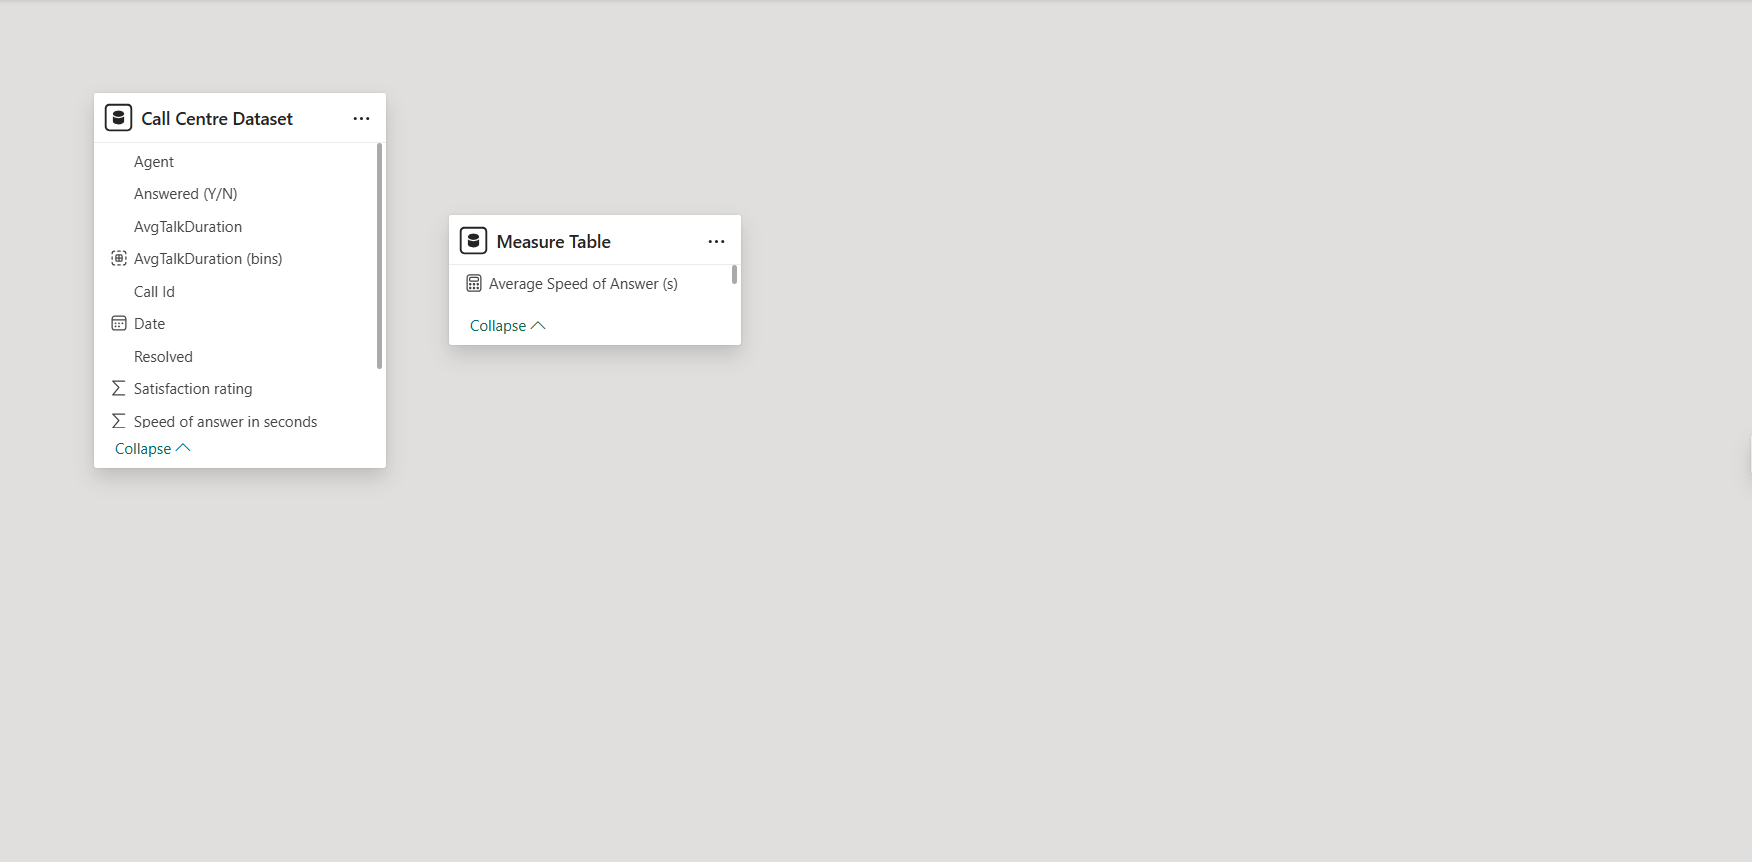 Call Centre Dataset
Agent
Answered (Y/N)
AvgTalkDuration
AvgTalkDuration (bins)
Call Id
Date
Resolved
Satisfaction rating
Speed of answer in seconds
Collapse
Measure Table
Average Speed of Answer (s)
Collapse